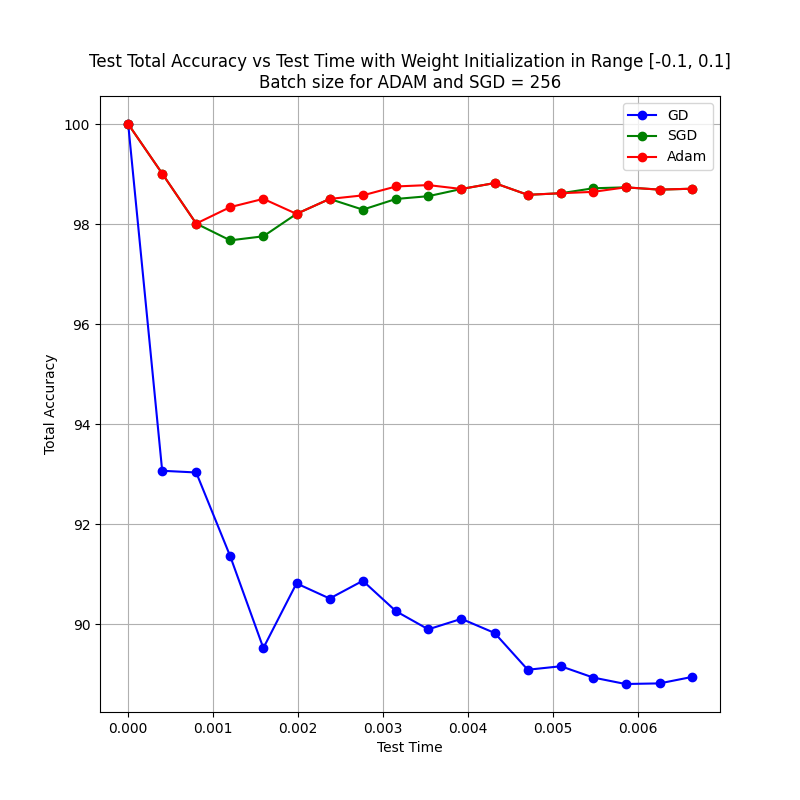 Test Total Accuracy vs Test Time with Weight Initialization in Range [-0.1, 0.1]
Batch size for ADAM and SGD = 256
GD
SGD
Adam
Total Accuracy
100
98
96
94
92
90
0.000 0.001 0.002 0.003 0.004 0.005 0.006
Test Time